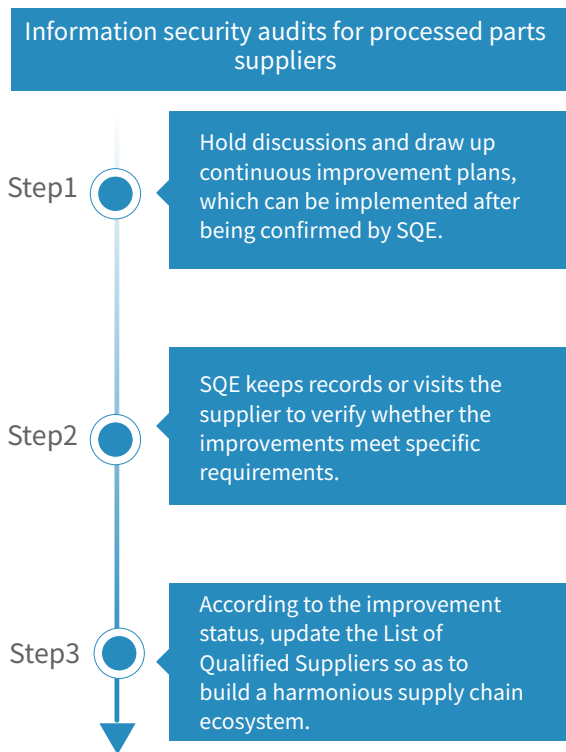 Information security audits for processed parts
suppliers
Step1
Hold discussions and draw up
continuous improvement plans,
which can be implemented after
being confirmed by SQE.
Step2
SQE keeps records or visits the
supplier to verify whether the
improvements meet specific
requirements.
Step3
According to the improvement
status, update the List of
Qualified Suppliers so as to
build a harmonious supply chain
ecosystem.